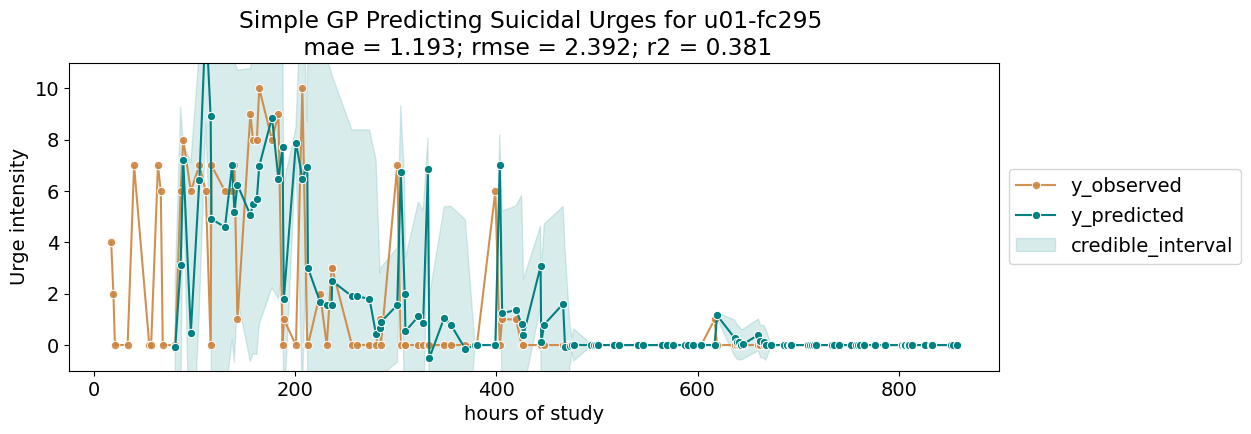 Simple GP Predicting Suicidal Urges for u01-fc295
mae = 1.193; rmse = 2.392; r2 = 0.381
Urge intensity
10
8
6
4
2
0
0 200 400 600 800
hours of study
y_observed
y_predicted
credible_interval